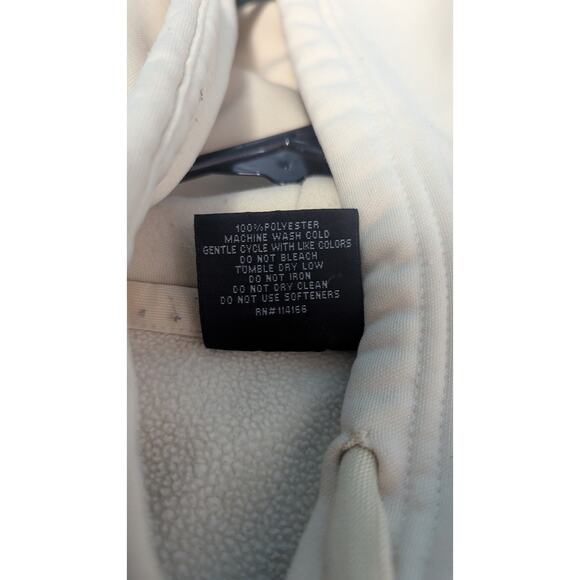 100% POLYESTER
MACHINE WASH COLD
GENTLE CYCLE WITH LIKE COLORS
DO NOT BLEACH
TUMBLE DRY LOW
DO NOT IRON
DO NOT DRY CLEAN
DO NOT USE SOFTENERS
RN#114166